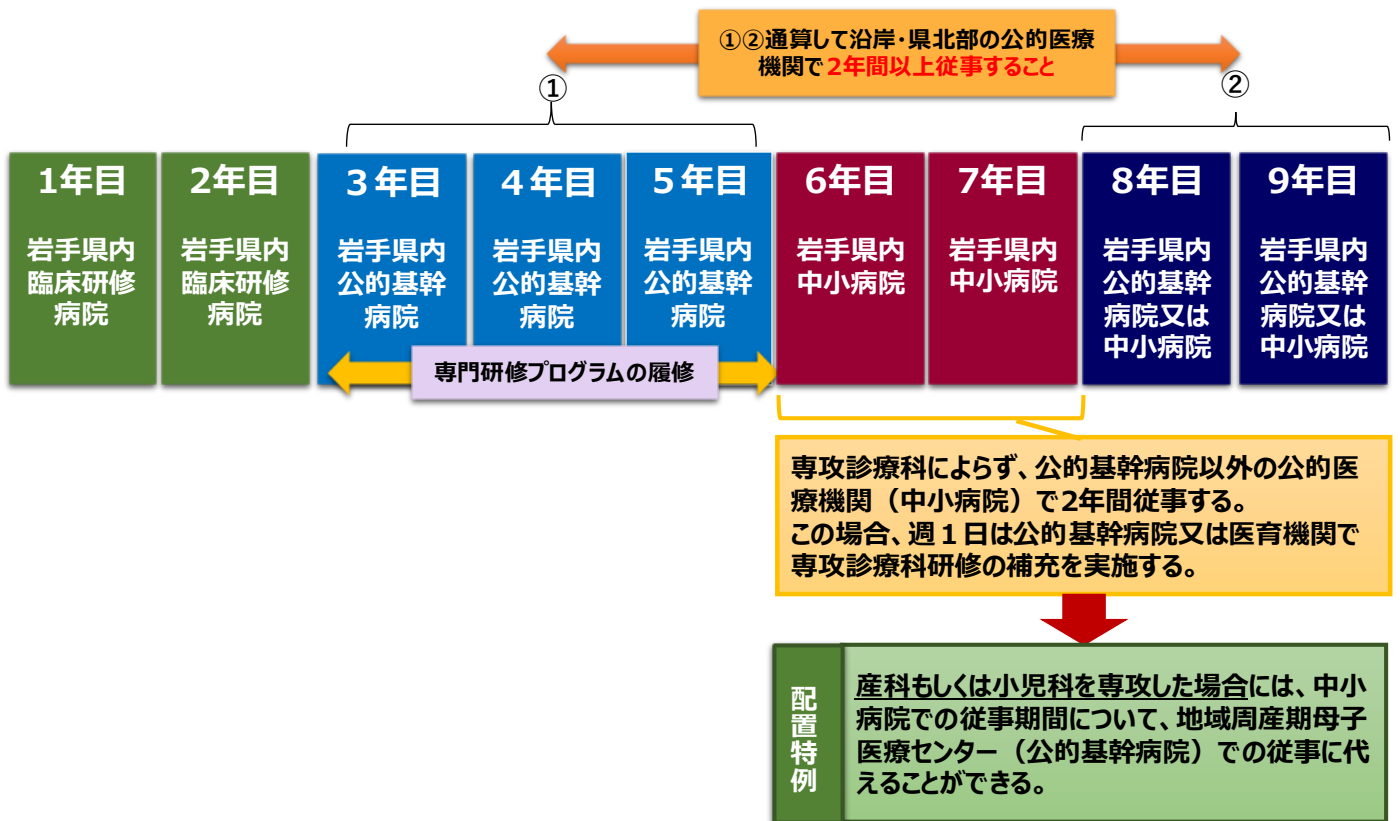 ①②通算して沿岸・県北部の公的医療
機関で2年間以上従事すること
①
②
1年目
岩手県内
臨床研修
病院
2年目
岩手県内
臨床研修
病院
３年目
岩手県内
公的基幹
病院
４年目
岩手県内
公的基幹
病院
５年目
岩手県内
公的基幹
病院
6年目
岩手県内
中小病院
7年目
岩手県内
中小病院
8年目
岩手県内
公的基幹
病院又は
中小病院
9年目
岩手県内
公的基幹
病院又は
中小病院
専門研修プログラムの履修
専攻診療科によらず、公的基幹病院以外の公的医
療機関（中小病院）で2年間従事する。
この場合、週１日は公的基幹病院又は医育機関で
専攻診療科研修の補充を実施する。
配置特例
産科もしくは小児科を専攻した場合には、中小
病院での従事期間について、地域周産期母子
医療センター（公的基幹病院）での従事に代
えることができる。